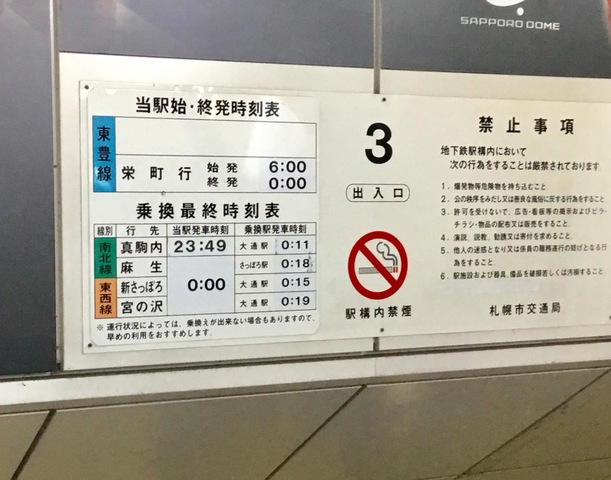 SAPPORO DOME
当駅始・終発時刻表
東豊線
栄町行 始発 6:00
終発 0:00
乗換最終時刻表
線別 行先 当駅発車時刻 乗換駅発車時刻
南北線 真駒内 23:49 大通駅 0:11
麻生 0:00 さっぽろ駅 0:18
東西線 新さっぽろ 大通駅 0:15
宮の沢 大通駅 0:19
※運行状況によっては、乗換えが出来ない場合もありますので、
早めの利用をおすすめします。
3
出入口
駅構内禁煙
禁止事項
地下鉄駅構内において
次の行為をすることは厳禁されております
1. 爆発物等危険物を持ち込むこと
2. 公の秩序をみだし又は善良な風俗に反する行為をすること
3. 許可を受けないで、広告・看板等の掲示およびビラ・
チラシ・物品の配布又は販売をすること.
4. 演説、説教、勧誘又は寄付を求めること.
5. 他人の迷惑となり又は係員の職務遂行の妨げとなる行
為をすること.
6. 駅施設および器具、備品を破損若しくは汚損すること.
札幌市交通局